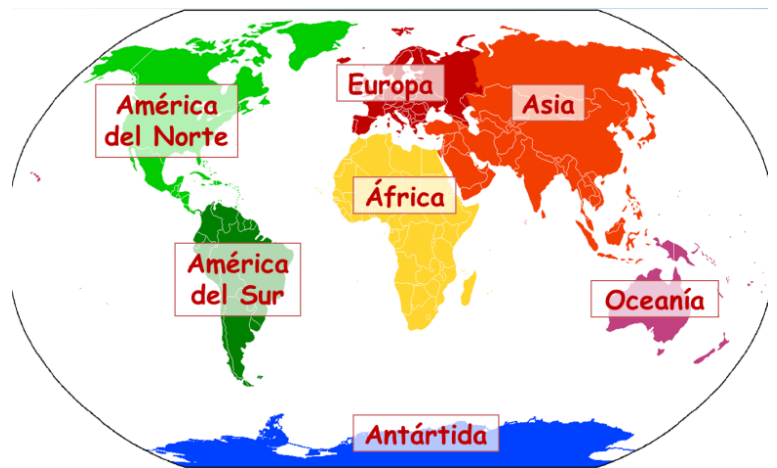 América
del Norte
Europa
Asia
África
América
del Sur
Oceanía
Antártida